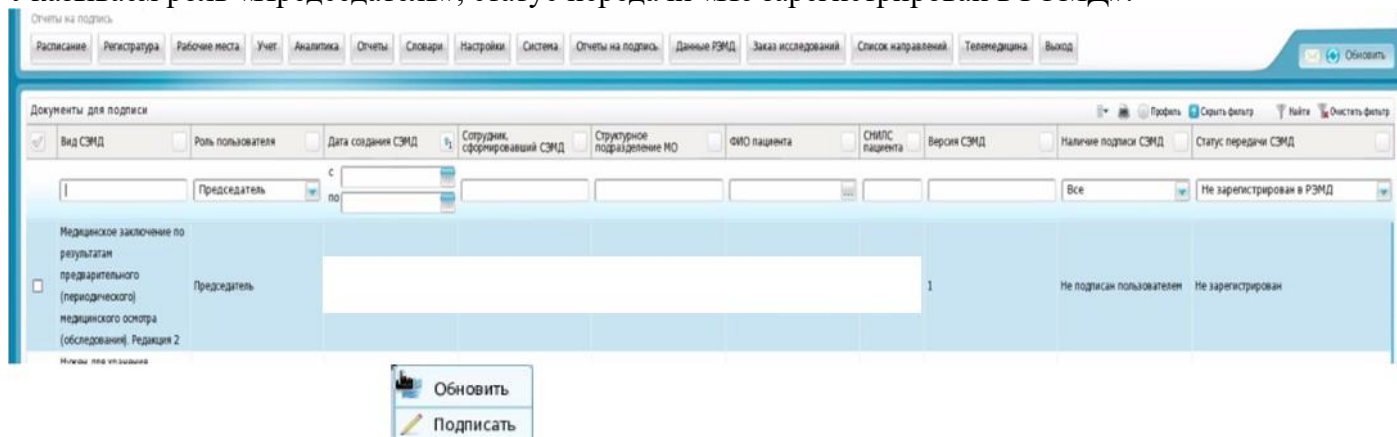 Отчеты на подпись
Расписание Регистратура Рабочие места Учет Аналитика Отчеты Словари Настройки Система Отчеты на подпись Данные РЭМД Заказ исследований Список направлений Телемедицина Выход
Обновить
Документы для подписи Профиль Скрыть фильтр Найти Очистить фильтр
Вид СЭМД Роль пользователя Дата создания СЭМД Сотрудник, сформировавший СЭМД Структурное подразделение МО ФИО пациента СНИЛС пациента Версия СЭМД Наличие подписи СЭМД Статус передачи СЭМД
с
Председатель Все Не зарегистрирован в РЭМД
по
Медицинское заключение по
результатам
предварительного
(периодического)
медицинского осмотра
(обследования). Редакция 2
Председатель 1 Не подписан пользователем Не зарегистрирован
Обновить
Подписать